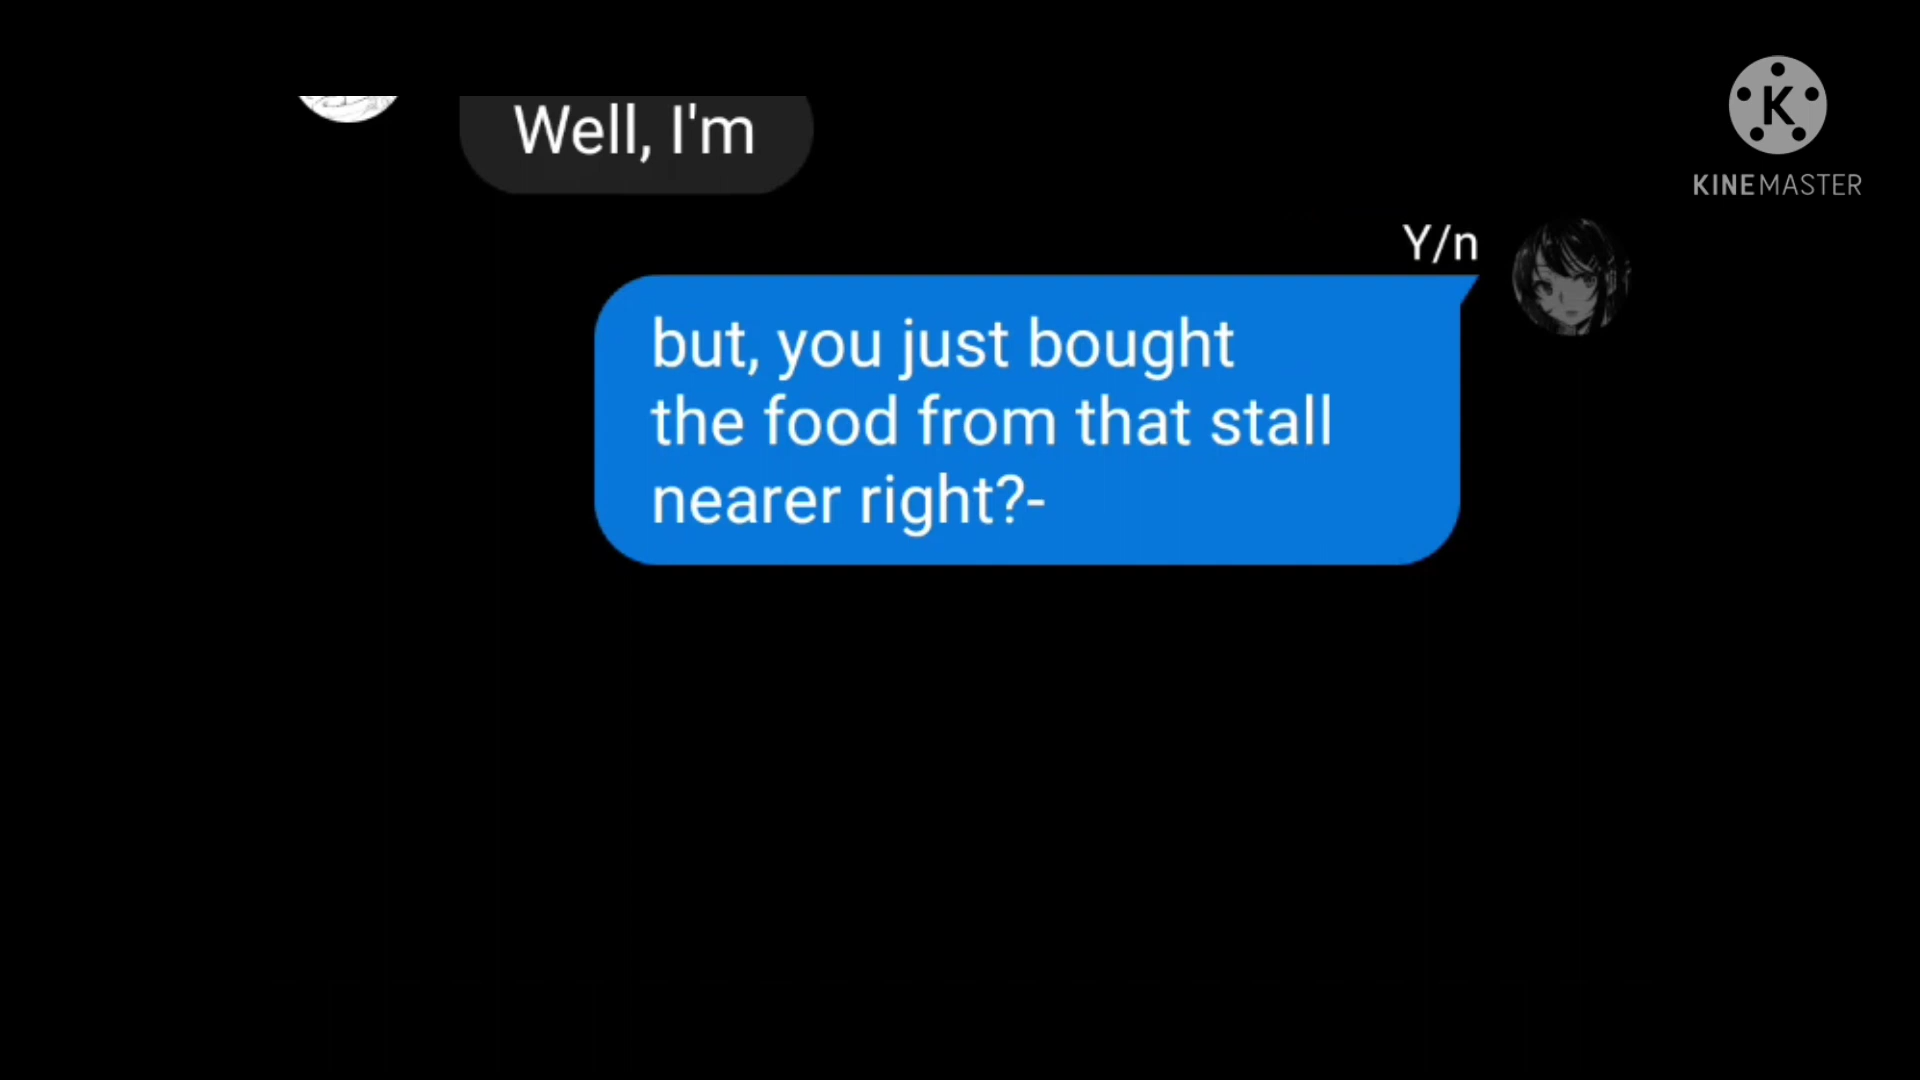 Well, I'm
K
KINEMASTER
Y/n
but, you just bought
the food from that stall
nearer right?-